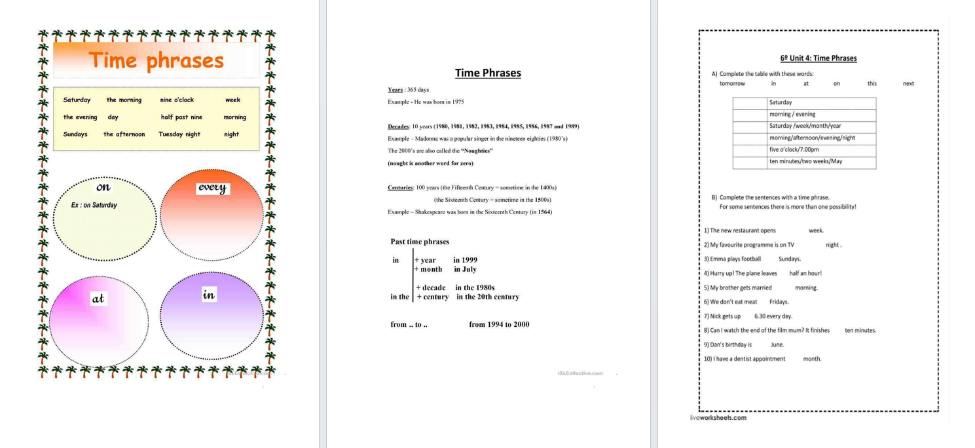 Time phrases
Saturday the morning nine o'clock week
the evening day half past nine morning
Sundays the afternoon Tuesday night night
on
Ex : on Saturday
every
at
in
Time Phrases
Years : 365 days
Example - He was born in 1975
Decades: 10 years (1980, 1981, 1982, 1983, 1984, 1985, 1986, 1987 and 1989)
Example – Madonna was a popular singer in the nineteen eighties (1980's)
The 2000's are also called the "Noughties"
(nought is another word for zero)
Centuries: 100 years (the Fifteenth Century = sometime in the 1400s)
(the Sixteenth Century = sometime in the 1500s)
Example – Shakespeare was born in the Sixteenth Century (in 1564)
Past time phrases
in + year in 1999
+ month in July
+ decade in the 1980s
in the + century in the 20th century
from .. to .. from 1994 to 2000
iSLCollective.com
6º Unit 4: Time Phrases
A) Complete the table with these words:
tomorrow in at on this next
Saturday
morning / evening
Saturday /week/month/year
morning/afternoon/evening/night
five o'clock/7.00pm
ten minutes/two weeks/May
B) Complete the sentences with a time phrase.
For some sentences there is more than one possibility!
1) The new restaurant opens week.
2) My favourite programme is on TV night .
3) Emma plays football Sundays.
4) Hurry up! The plane leaves half an hour!
5) My brother gets married morning.
6) We don't eat meat Fridays.
7) Nick gets up 6.30 every day.
8) Can I watch the end of the film mum? It finishes ten minutes.
9) Dan's birthday is June.
10) I have a dentist appointment month.
liveworksheets.com